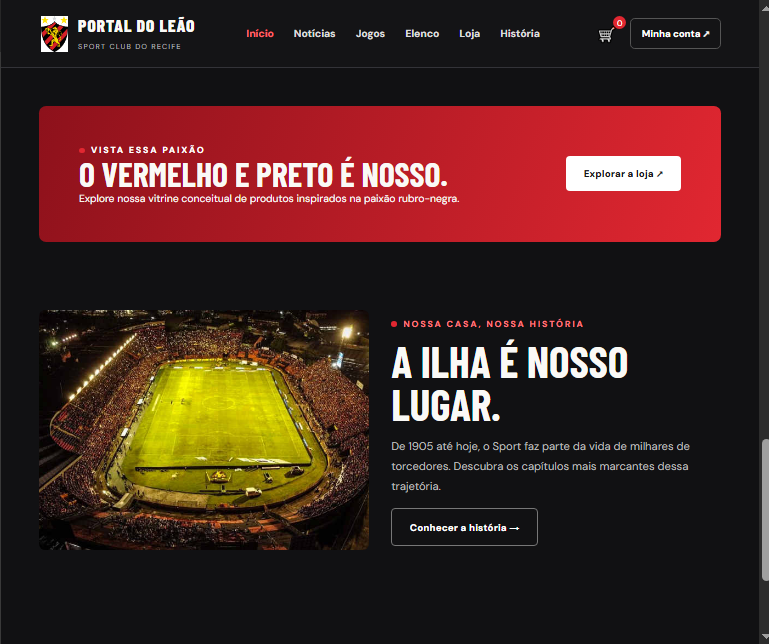 PORTAL DO LEÃO
SPORT CLUB DO RECIFE
Início Notícias Jogos Elenco Loja História
0
Minha conta ↗
VISTA ESSA PAIXÃO
O VERMELHO E PRETO É NOSSO.
Explore nossa vitrine conceitual de produtos inspirados na paixão rubro-negra.
Explorar a loja ↗
NOSSA CASA, NOSSA HISTÓRIA
A ILHA É NOSSO
LUGAR.
De 1905 até hoje, o Sport faz parte da vida de milhares de
torcedores. Descubra os capítulos mais marcantes dessa
trajetória.
Conhecer a história →